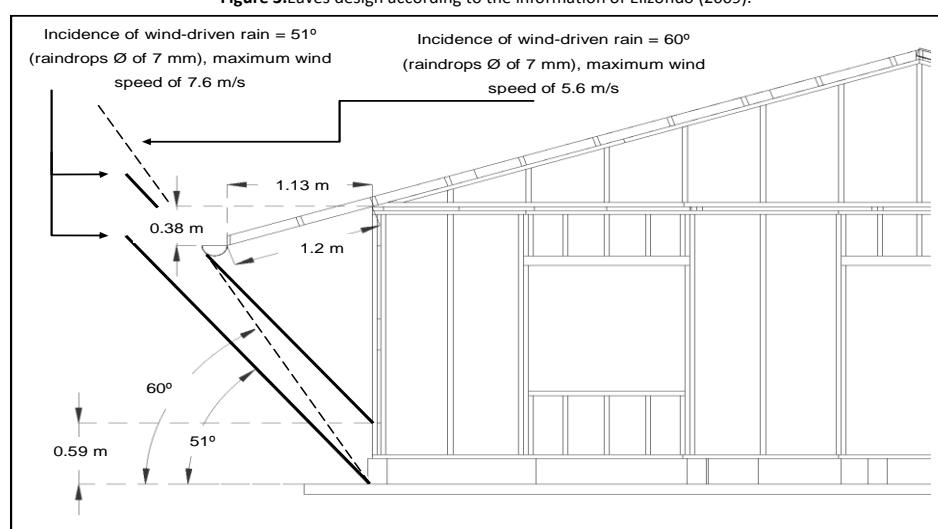 Figure 5.Eaves design according to the information of Elizondo (2009).
Incidence of wind-driven rain = 51º
(raindrops Ø of 7 mm), maximum wind
speed of 7.6 m/s
Incidence of wind-driven rain = 60º
(raindrops Ø of 7 mm), maximum wind
speed of 5.6 m/s
1.13 m
0.38 m
1.2 m
60º
51º
0.59 m